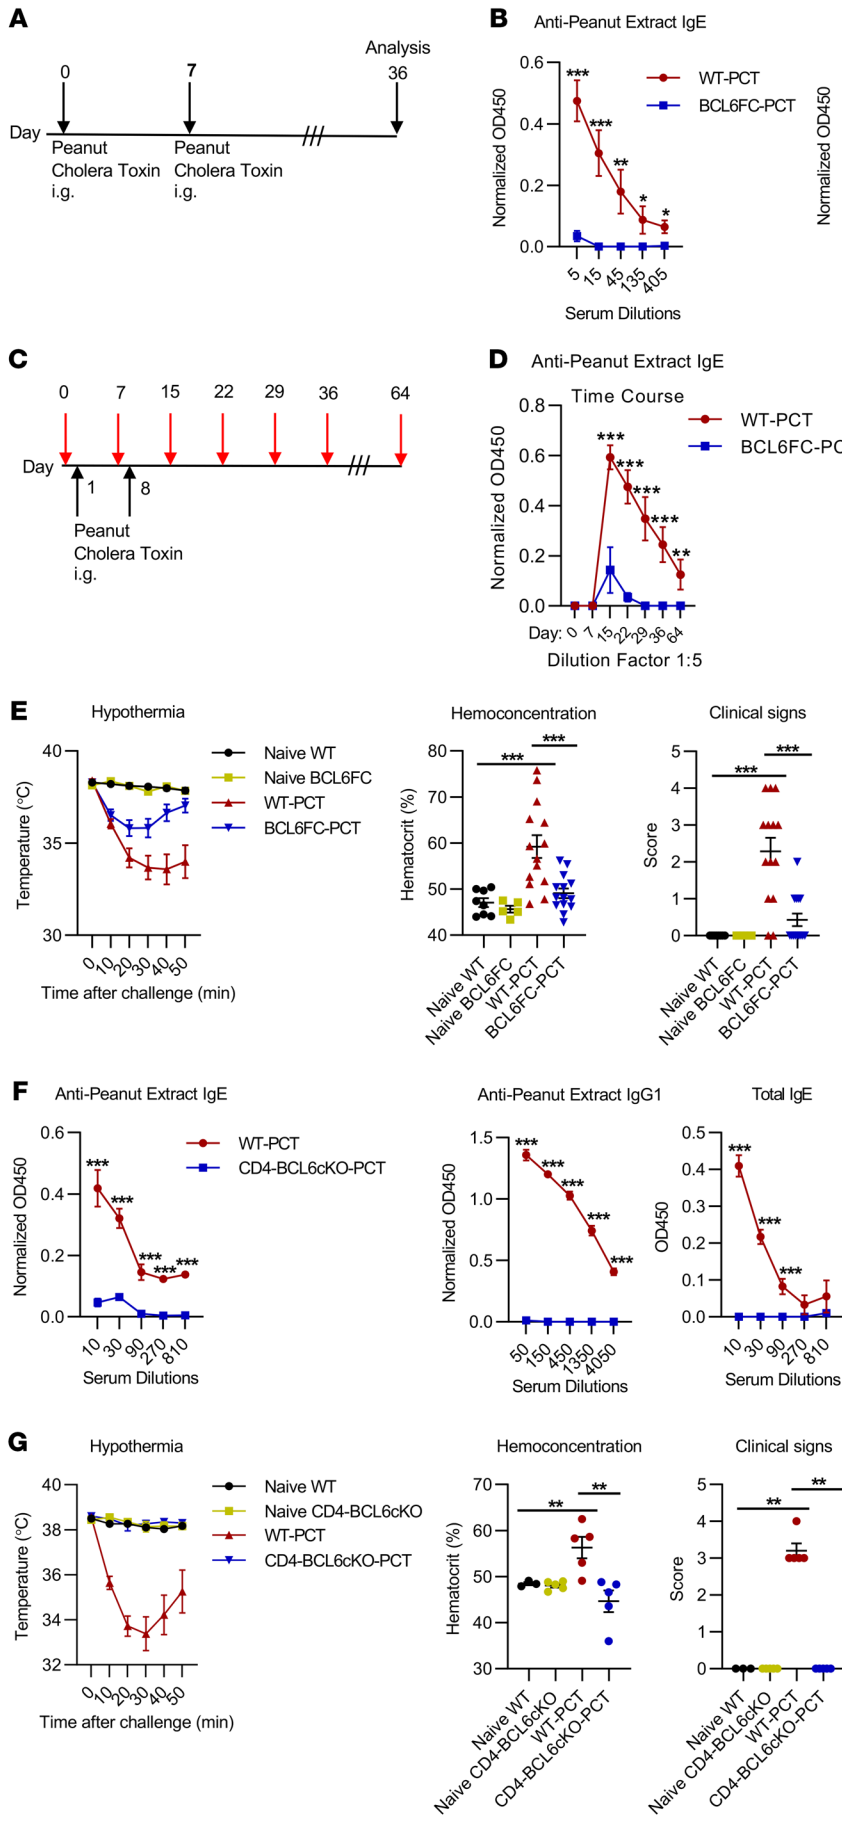 A
Analysis
0
7
36
Day
Peanut
Cholera Toxin
i.g.
Peanut
Cholera Toxin
i.g.
B
Anti-Peanut Extract IgE
WT-PCT
BCL6FC-PCT
Normalized OD450
0.6
0.4
0.2
0.0
***
***
**
*
*
5
15
45
135
405
Serum Dilutions
Normalized OD450
C
0
7
15
22
29
36
64
Day
1
8
Peanut
Cholera Toxin
i.g.
D
Anti-Peanut Extract IgE
Time Course
WT-PCT
BCL6FC-PC
Normalized OD450
0.8
0.6
0.4
0.2
0.0
***
***
***
***
**
Day:
0
7
15
22
29
36
64
Dilution Factor 1:5
E
Hypothermia
Temperature (°C)
40
35
30
0
10
20
30
40
50
Time after challenge (min)
Naive WT
Naive BCL6FC
WT-PCT
BCL6FC-PCT
Hemoconcentration
Hematocrit (%)
80
70
60
50
40
***
***
Naive WT
Naive BCL6FC
WT-PCT
BCL6FC-PCT
Clinical signs
Score
5
4
3
2
1
0
***
***
Naive WT
Naive BCL6FC
WT-PCT
BCL6FC-PCT
F
Anti-Peanut Extract IgE
WT-PCT
CD4-BCL6cKO-PCT
Normalized OD450
0.6
0.4
0.2
0.0
***
***
***
***
***
10
30
90
270
810
Serum Dilutions
Anti-Peanut Extract IgG1
Normalized OD450
1.5
1.0
0.5
0.0
***
***
***
***
***
50
150
450
1350
4050
Serum Dilutions
Total IgE
OD450
0.5
0.4
0.3
0.2
0.1
0.0
***
***
***
10
30
90
270
810
Serum Dilutions
G
Hypothermia
Temperature (°C)
40
38
36
34
32
0
10
20
30
40
50
Time after challenge (min)
Naive WT
Naive CD4-BCL6cKO
WT-PCT
CD4-BCL6cKO-PCT
Hemoconcentration
Hematocrit (%)
70
60
50
40
30
**
**
Naive WT
Naive CD4-BCL6cKO
WT-PCT
CD4-BCL6cKO-PCT
Clinical signs
Score
5
4
3
2
1
0
**
**
Naive WT
Naive CD4-BCL6cKO
WT-PCT
CD4-BCL6cKO-PCT